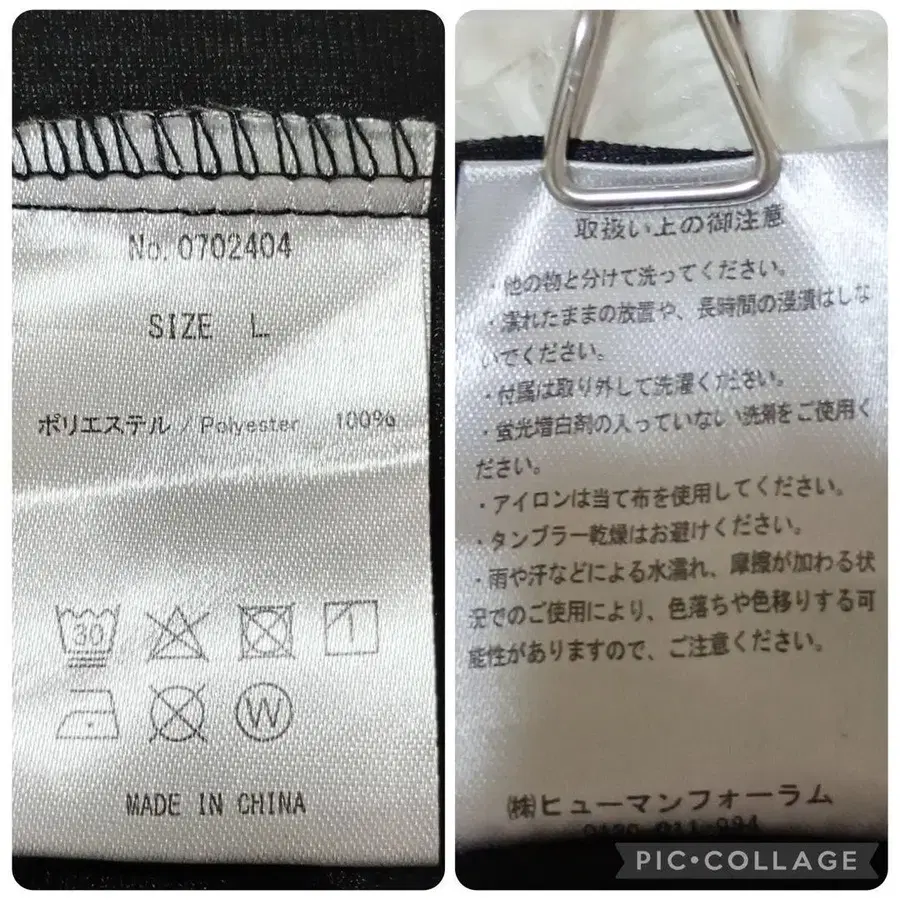 No. 0702404
SIZE L
ポリエステル / Polyester 100%
30
W
MADE IN CHINA
取扱い上の御注意
・他の物と分けて洗ってください。
・濡れたままの放置や、長時間の浸漬はしな
いでください。
・付属は取り外して洗濯ください。
・蛍光増白剤の入っていない洗剤をご使用く
ださい。
・アイロンは当て布を使用してください。
・タンブラー乾燥はお避けください。
・雨や汗などによる水濡れ、摩擦が加わる状
況でのご使用により、色落ちや色移りする可
能性がありますので、ご注意ください。
㈱ヒューマンフォーラム
PIC•COLLAGE